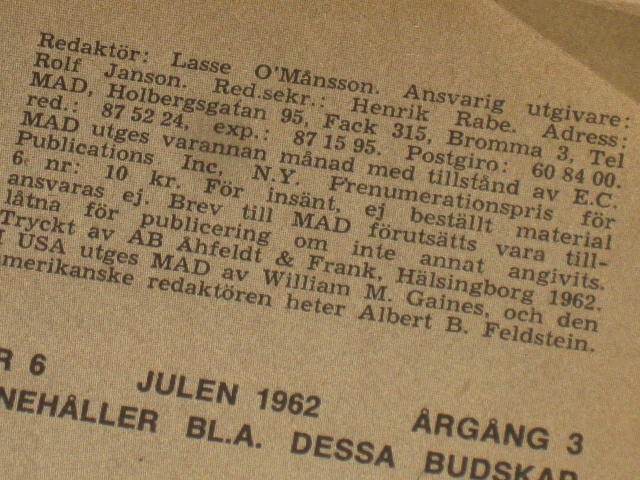 Redaktör: Lasse O'Månsson. Ansvarig utgivare:
Rolf Janson. Red.sekr.: Henrik Rabe. Adress:
MAD, Holbergsgatan 95, Fack 315, Bromma 3, Tel
red.: 87 52 24, exp.: 87 15 95. Postgiro: 60 84 00.
MAD utges varannan månad med tillstånd av E.C.
Publications Inc, N.Y. Prenumerationspris för
6 nr: 10 kr. För insänt, ej beställt material
ansvaras ej. Brev till MAD förutsätts vara till-
låtna för publicering om inte annat angivits.
Tryckt av AB Åhfeldt & Frank, Hälsingborg 1962.
I USA utges MAD av William M. Gaines, och den
amerikanske redaktören heter Albert B. Feldstein.
R 6 JULEN 1962 ÅRGÅNG 3
NEHÅLLER BL.A. DESSA BUDSKAP